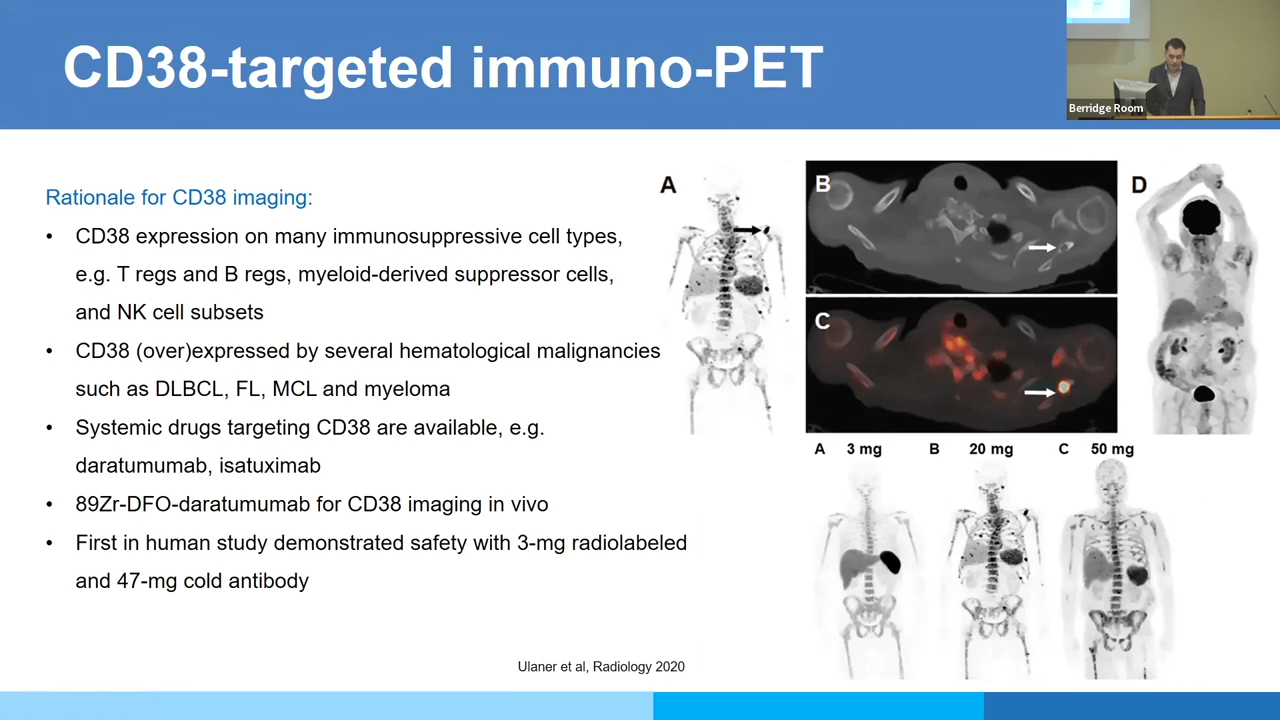 CD38-targeted immuno-PET
Berridge Room
Rationale for CD38 imaging:
• CD38 expression on many immunosuppressive cell types,
e.g. T regs and B regs, myeloid-derived suppressor cells,
and NK cell subsets
• CD38 (over)expressed by several hematological malignancies
such as DLBCL, FL, MCL and myeloma
• Systemic drugs targeting CD38 are available, e.g.
daratumumab, isatuximab
• 89Zr-DFO-daratumumab for CD38 imaging in vivo
• First in human study demonstrated safety with 3-mg radiolabeled
and 47-mg cold antibody
A
B
C
D
A 3 mg B 20 mg C 50 mg
Ulaner et al, Radiology 2020